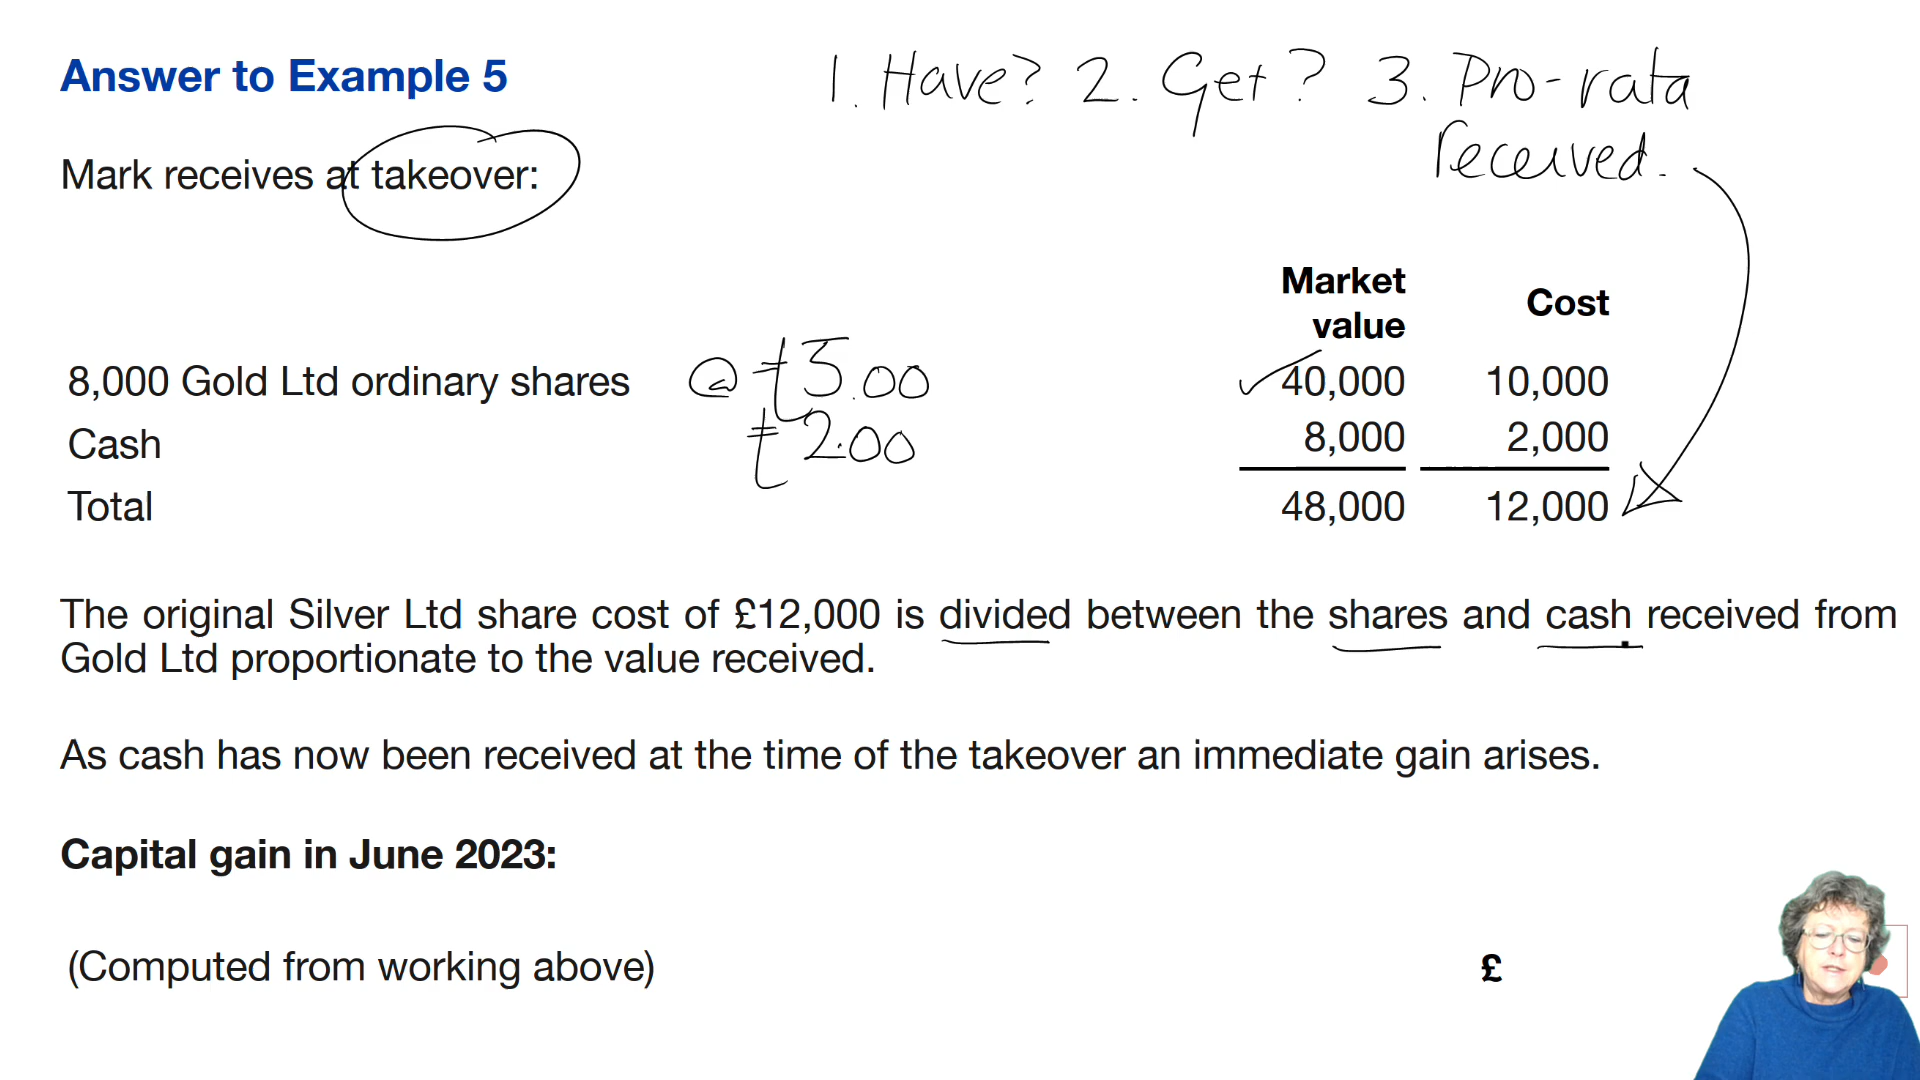 Answer to Example 5
1. Have? 2. Get? 3. Pro-rata
received.
Mark receives at takeover:
Market value Cost
8,000 Gold Ltd ordinary shares @ £5.00 40,000 10,000
Cash £2.00 8,000 2,000
Total 48,000 12,000
The original Silver Ltd share cost of £12,000 is divided between the shares and cash received from
Gold Ltd proportionate to the value received.
As cash has now been received at the time of the takeover an immediate gain arises.
Capital gain in June 2023:
(Computed from working above) £